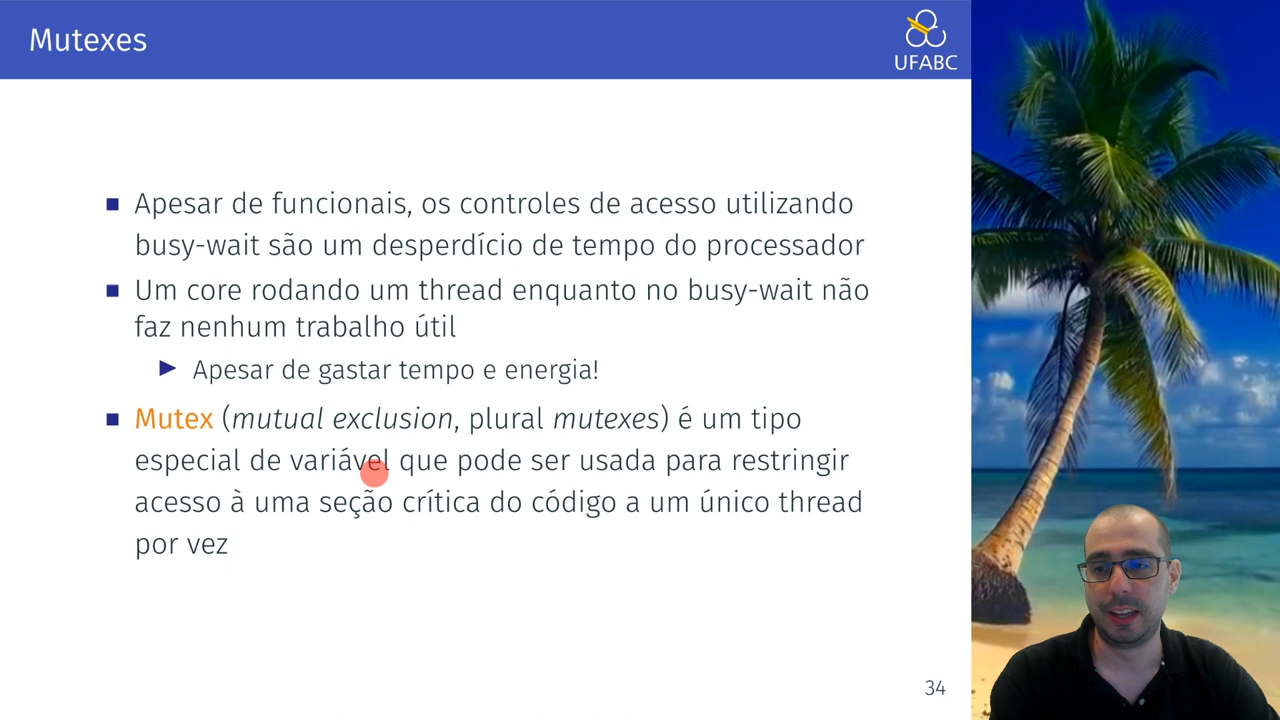 Mutexes
UFABC
Apesar de funcionais, os controles de acesso utilizando
busy-wait são um desperdício de tempo do processador
Um core rodando um thread enquanto no busy-wait não
faz nenhum trabalho útil
Apesar de gastar tempo e energia!
Mutex (mutual exclusion, plural mutexes) é um tipo
especial de variável que pode ser usada para restringir
acesso à uma seção crítica do código a um único thread
por vez
34